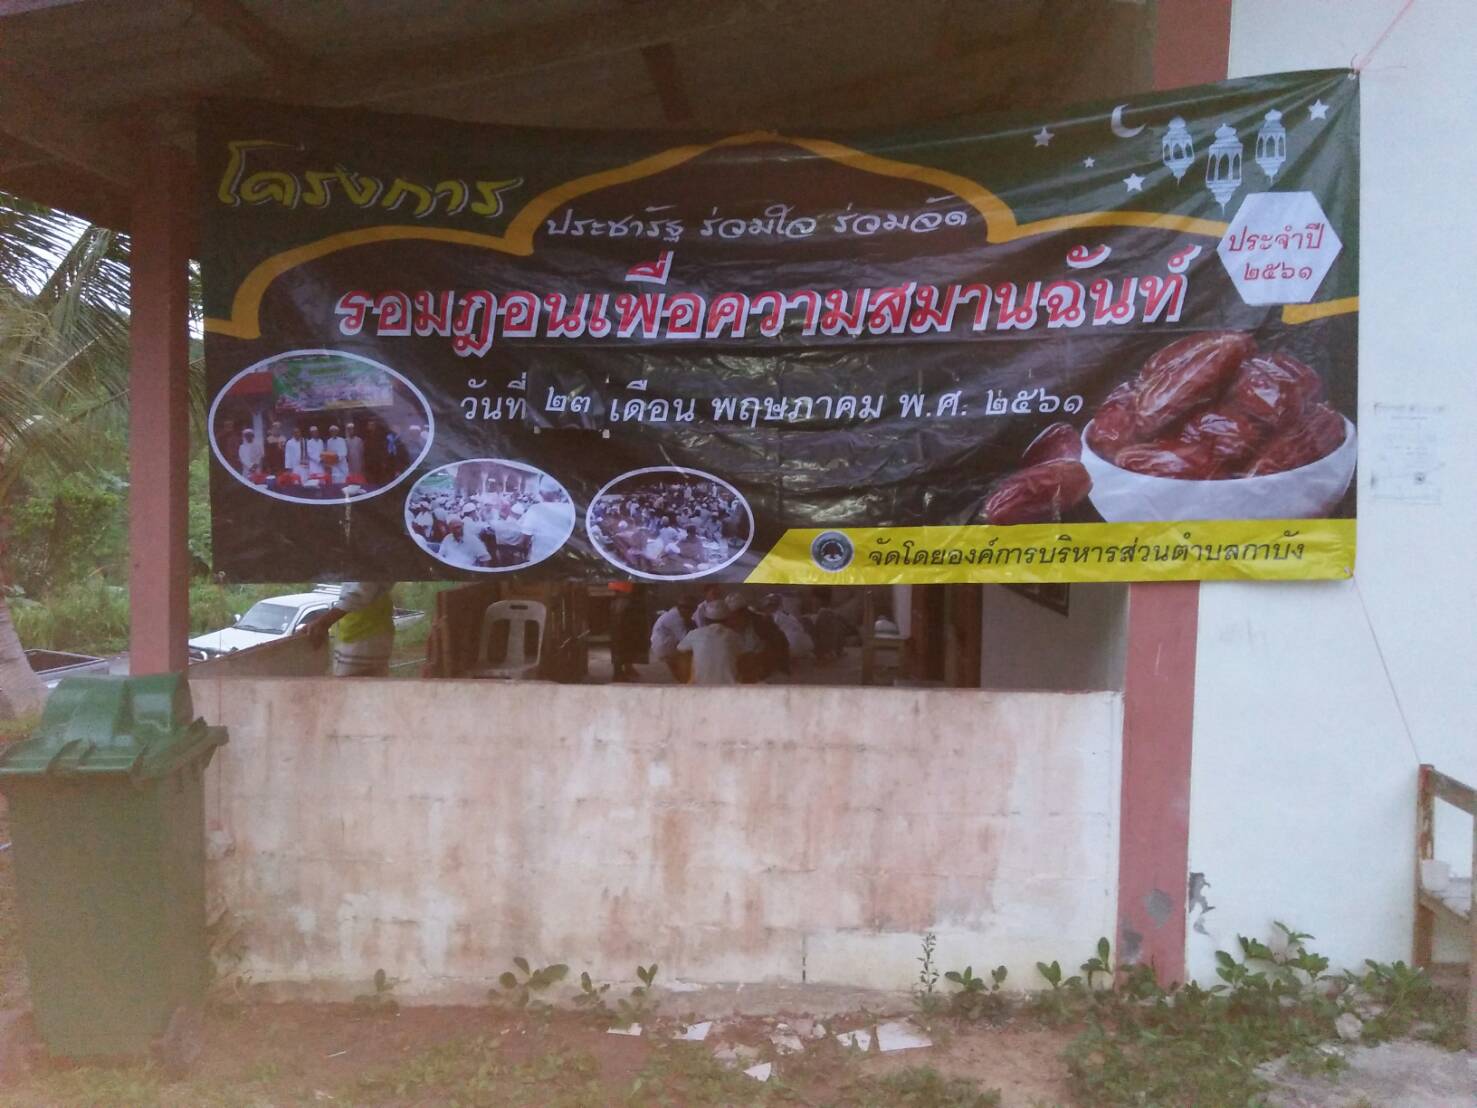 โครงการ
ประชารัฐ ร่วมใจ ร่วมจัด
ประจำปี
๒๕๖๑
รอมฎอนเพื่อความสมานฉันท์
วันที่ ๒๓ เดือน พฤษภาคม พ.ศ. ๒๕๖๑
จัดโดยองค์การบริหารส่วนตำบลกาบัง